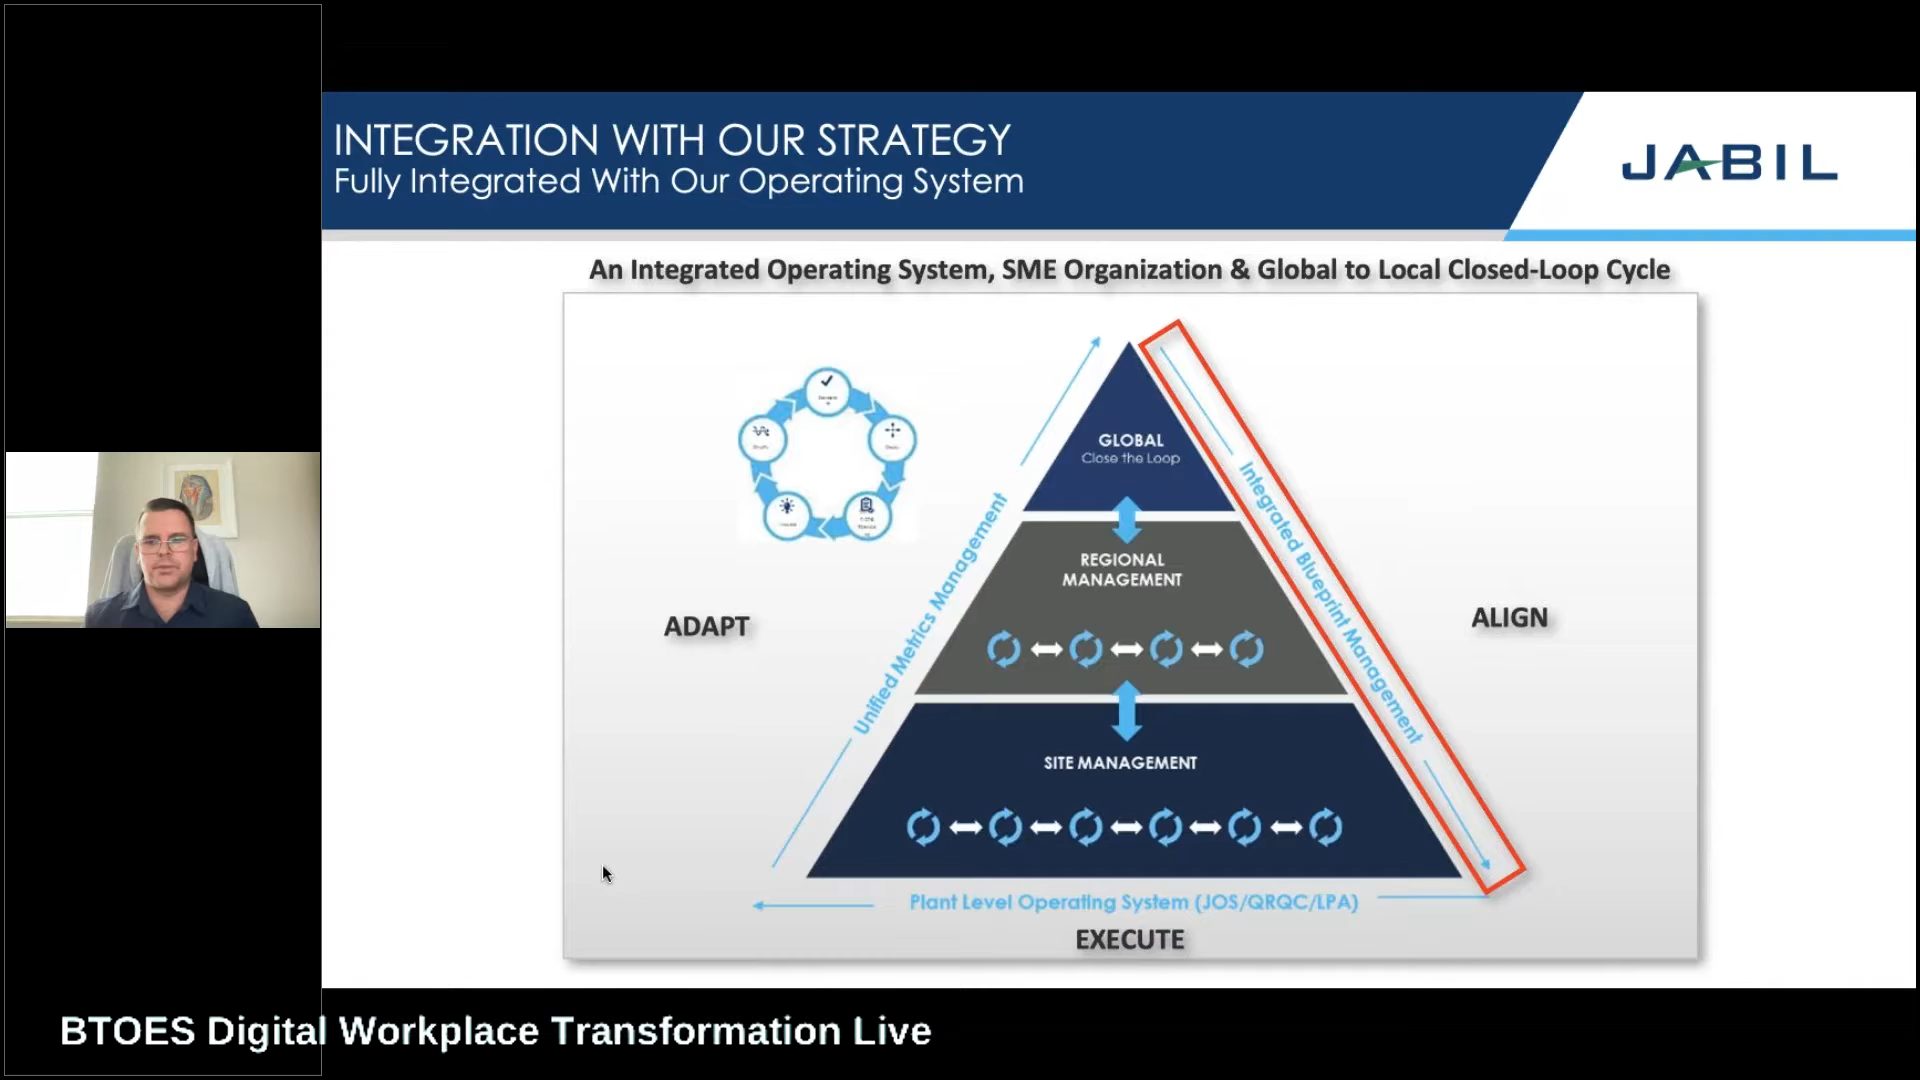 INTEGRATION WITH OUR STRATEGY
Fully Integrated With Our Operating System
JABIL
An Integrated Operating System, SME Organization & Global to Local Closed-Loop Cycle
GLOBAL
Close the Loop
REGIONAL
MANAGEMENT
SITE MANAGEMENT
Unified Metrics Management
Integrated Blueprint Management
ADAPT
ALIGN
Plant Level Operating System (JOS/QRQC/LPA)
EXECUTE
BTOES Digital Workplace Transformation Live